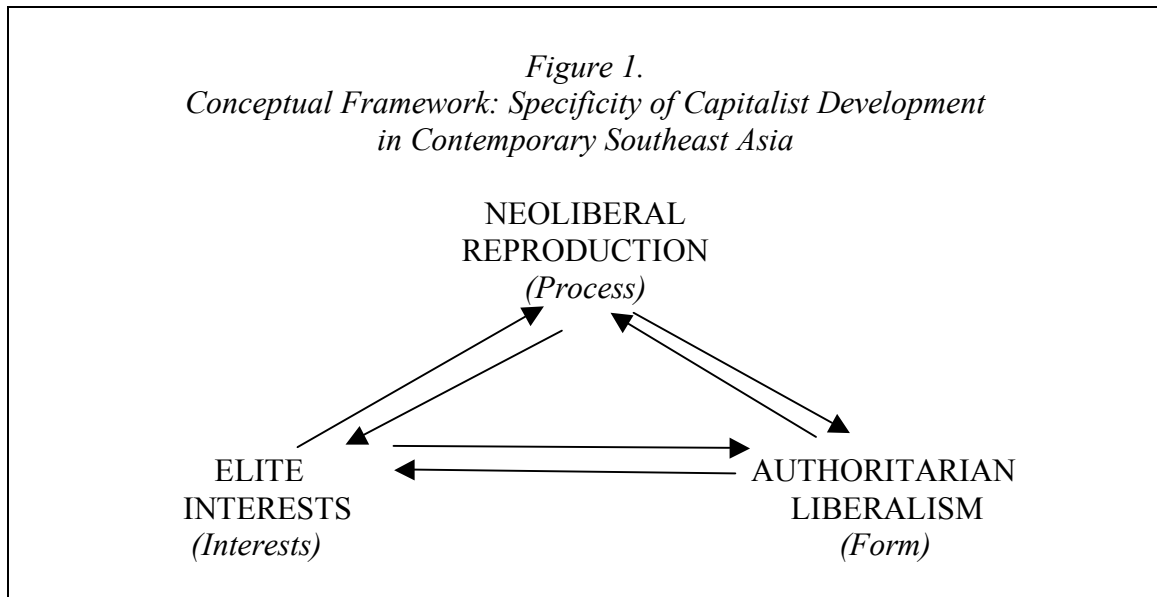 Figure 1.
Conceptual Framework: Specificity of Capitalist Development
in Contemporary Southeast Asia
NEOLIBERAL
REPRODUCTION
(Process)
ELITE
INTERESTS
(Interests)
AUTHORITARIAN
LIBERALISM
(Form)